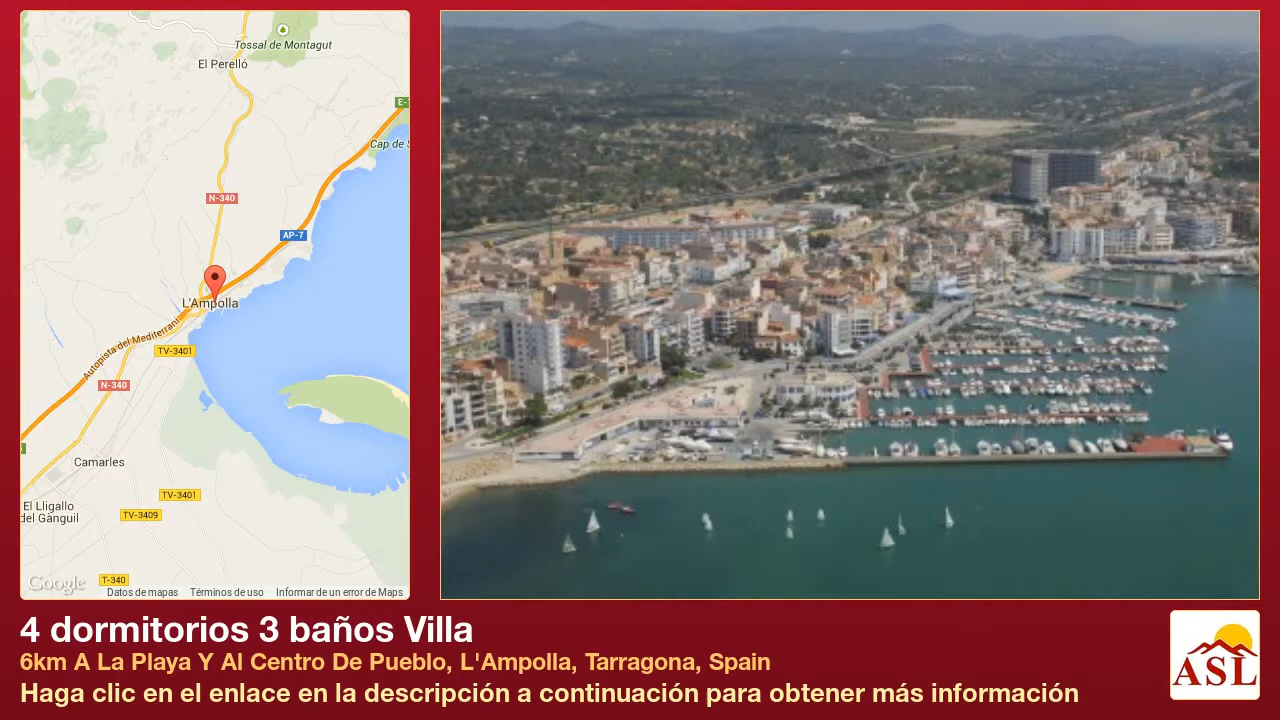 Tossal de Montagut
El Perelló
E-1
Cap de S
N-340
AP-7
L'Ampolla
Autopista del Mediterrani
TV-3401
N-340
Camarles
TV-3401
El Lligallo
del Gànguil
TV-3409
Google
T-340
Datos de mapas Términos de uso Informar de un error de Maps
4 dormitorios 3 baños Villa
6km A La Playa Y Al Centro De Pueblo, L'Ampolla, Tarragona, Spain
Haga clic en el enlace en la descripción a continuación para obtener más información
ASL